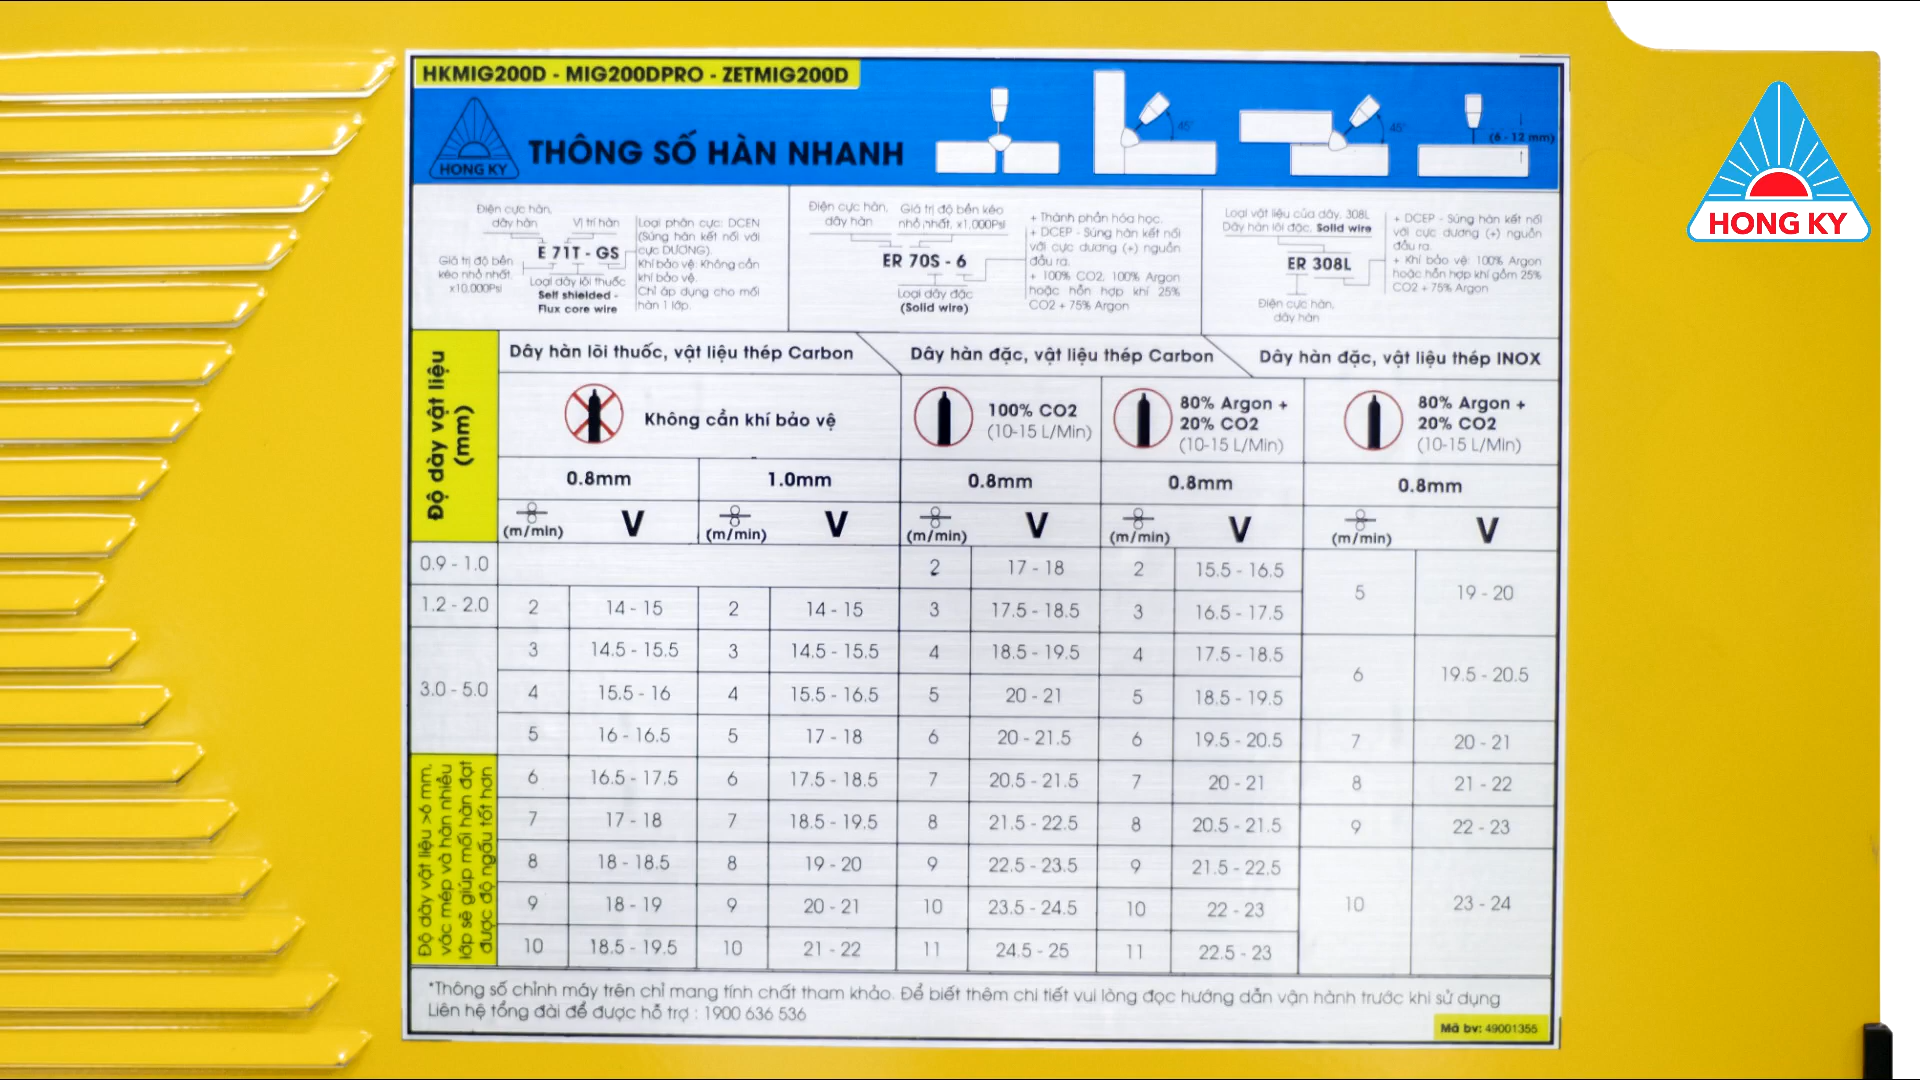 HKMIG200D - MIG200DPRO - ZETMIG200D
HONG KY
THÔNG SỐ HÀN NHANH
45°
45°
(6 - 12 mm)
HONG KY
Điện cực hàn,
dây hàn
Vị trí hàn
E 71T - GS
Giá trị độ bền
kéo nhỏ nhất,
x10.000Psi
Loại dây lõi thuốc
Self shielded -
Flux core wire
Loại phân cực: DCEN
(Súng hàn kết nối với
cực DƯƠNG).
Khí bảo vệ: Không cần
khí bảo vệ.
Chỉ áp dụng cho mối
hàn 1 lớp.
Điện cực hàn,
dây hàn
Giá trị độ bền kéo
nhỏ nhất, x1.000Psi
ER 70S - 6
Loại dây đặc
(Solid wire)
+ Thành phần hóa học.
+ DCEP - Súng hàn kết nối
với cực dương (+) nguồn
đầu ra.
+ 100% CO2, 100% Argon
hoặc hỗn hợp khí 25%
CO2 + 75% Argon
Loại vật liệu của dây, 308L
Dây hàn lõi đặc, Solid wire
ER 308L
Điện cực hàn,
dây hàn
+ DCEP - Súng hàn kết nối
với cực dương (+) nguồn
đầu ra.
+ Khí bảo vệ: 100% Argon
hoặc hỗn hợp khí gồm 25%
CO2 + 75% Argon
Độ dày vật liệu
(mm)
Dây hàn lõi thuốc, vật liệu thép Carbon
Dây hàn đặc, vật liệu thép Carbon
Dây hàn đặc, vật liệu thép INOX
Không cần khí bảo vệ
100% CO2
(10-15 L/Min)
80% Argon +
20% CO2
(10-15 L/Min)
80% Argon +
20% CO2
(10-15 L/Min)
0.8mm 1.0mm 0.8mm 0.8mm 0.8mm
(m/min) V (m/min) V (m/min) V (m/min) V (m/min) V
0.9 - 1.0 2 17 - 18 2 15.5 - 16.5 5 19 - 20
1.2 - 2.0 2 14 - 15 2 14 - 15 3 17.5 - 18.5 3 16.5 - 17.5
3.0 - 5.0 3 14.5 - 15.5 3 14.5 - 15.5 4 18.5 - 19.5 4 17.5 - 18.5 6 19.5 - 20.5
4 15.5 - 16 4 15.5 - 16.5 5 20 - 21 5 18.5 - 19.5
5 16 - 16.5 5 17 - 18 6 20 - 21.5 6 19.5 - 20.5 7 20 - 21
6 16.5 - 17.5 6 17.5 - 18.5 7 20.5 - 21.5 7 20 - 21 8 21 - 22
7 17 - 18 7 18.5 - 19.5 8 21.5 - 22.5 8 20.5 - 21.5 9 22 - 23
8 18 - 18.5 8 19 - 20 9 22.5 - 23.5 9 21.5 - 22.5 10 23 - 24
9 18 - 19 9 20 - 21 10 23.5 - 24.5 10 22 - 23
10 18.5 - 19.5 10 21 - 22 11 24.5 - 25 11 22.5 - 23
Độ dày vật liệu >6 mm,
vác mép và hàn nhiều
lớp sẽ giúp mối hàn đạt
được độ ngấu tốt hơn
*Thông số chỉnh máy trên chỉ mang tính chất tham khảo. Để biết thêm chi tiết vui lòng đọc hướng dẫn vận hành trước khi sử dụng
Liên hệ tổng đài để được hỗ trợ : 1900 636 536
Mã bv: 49001355